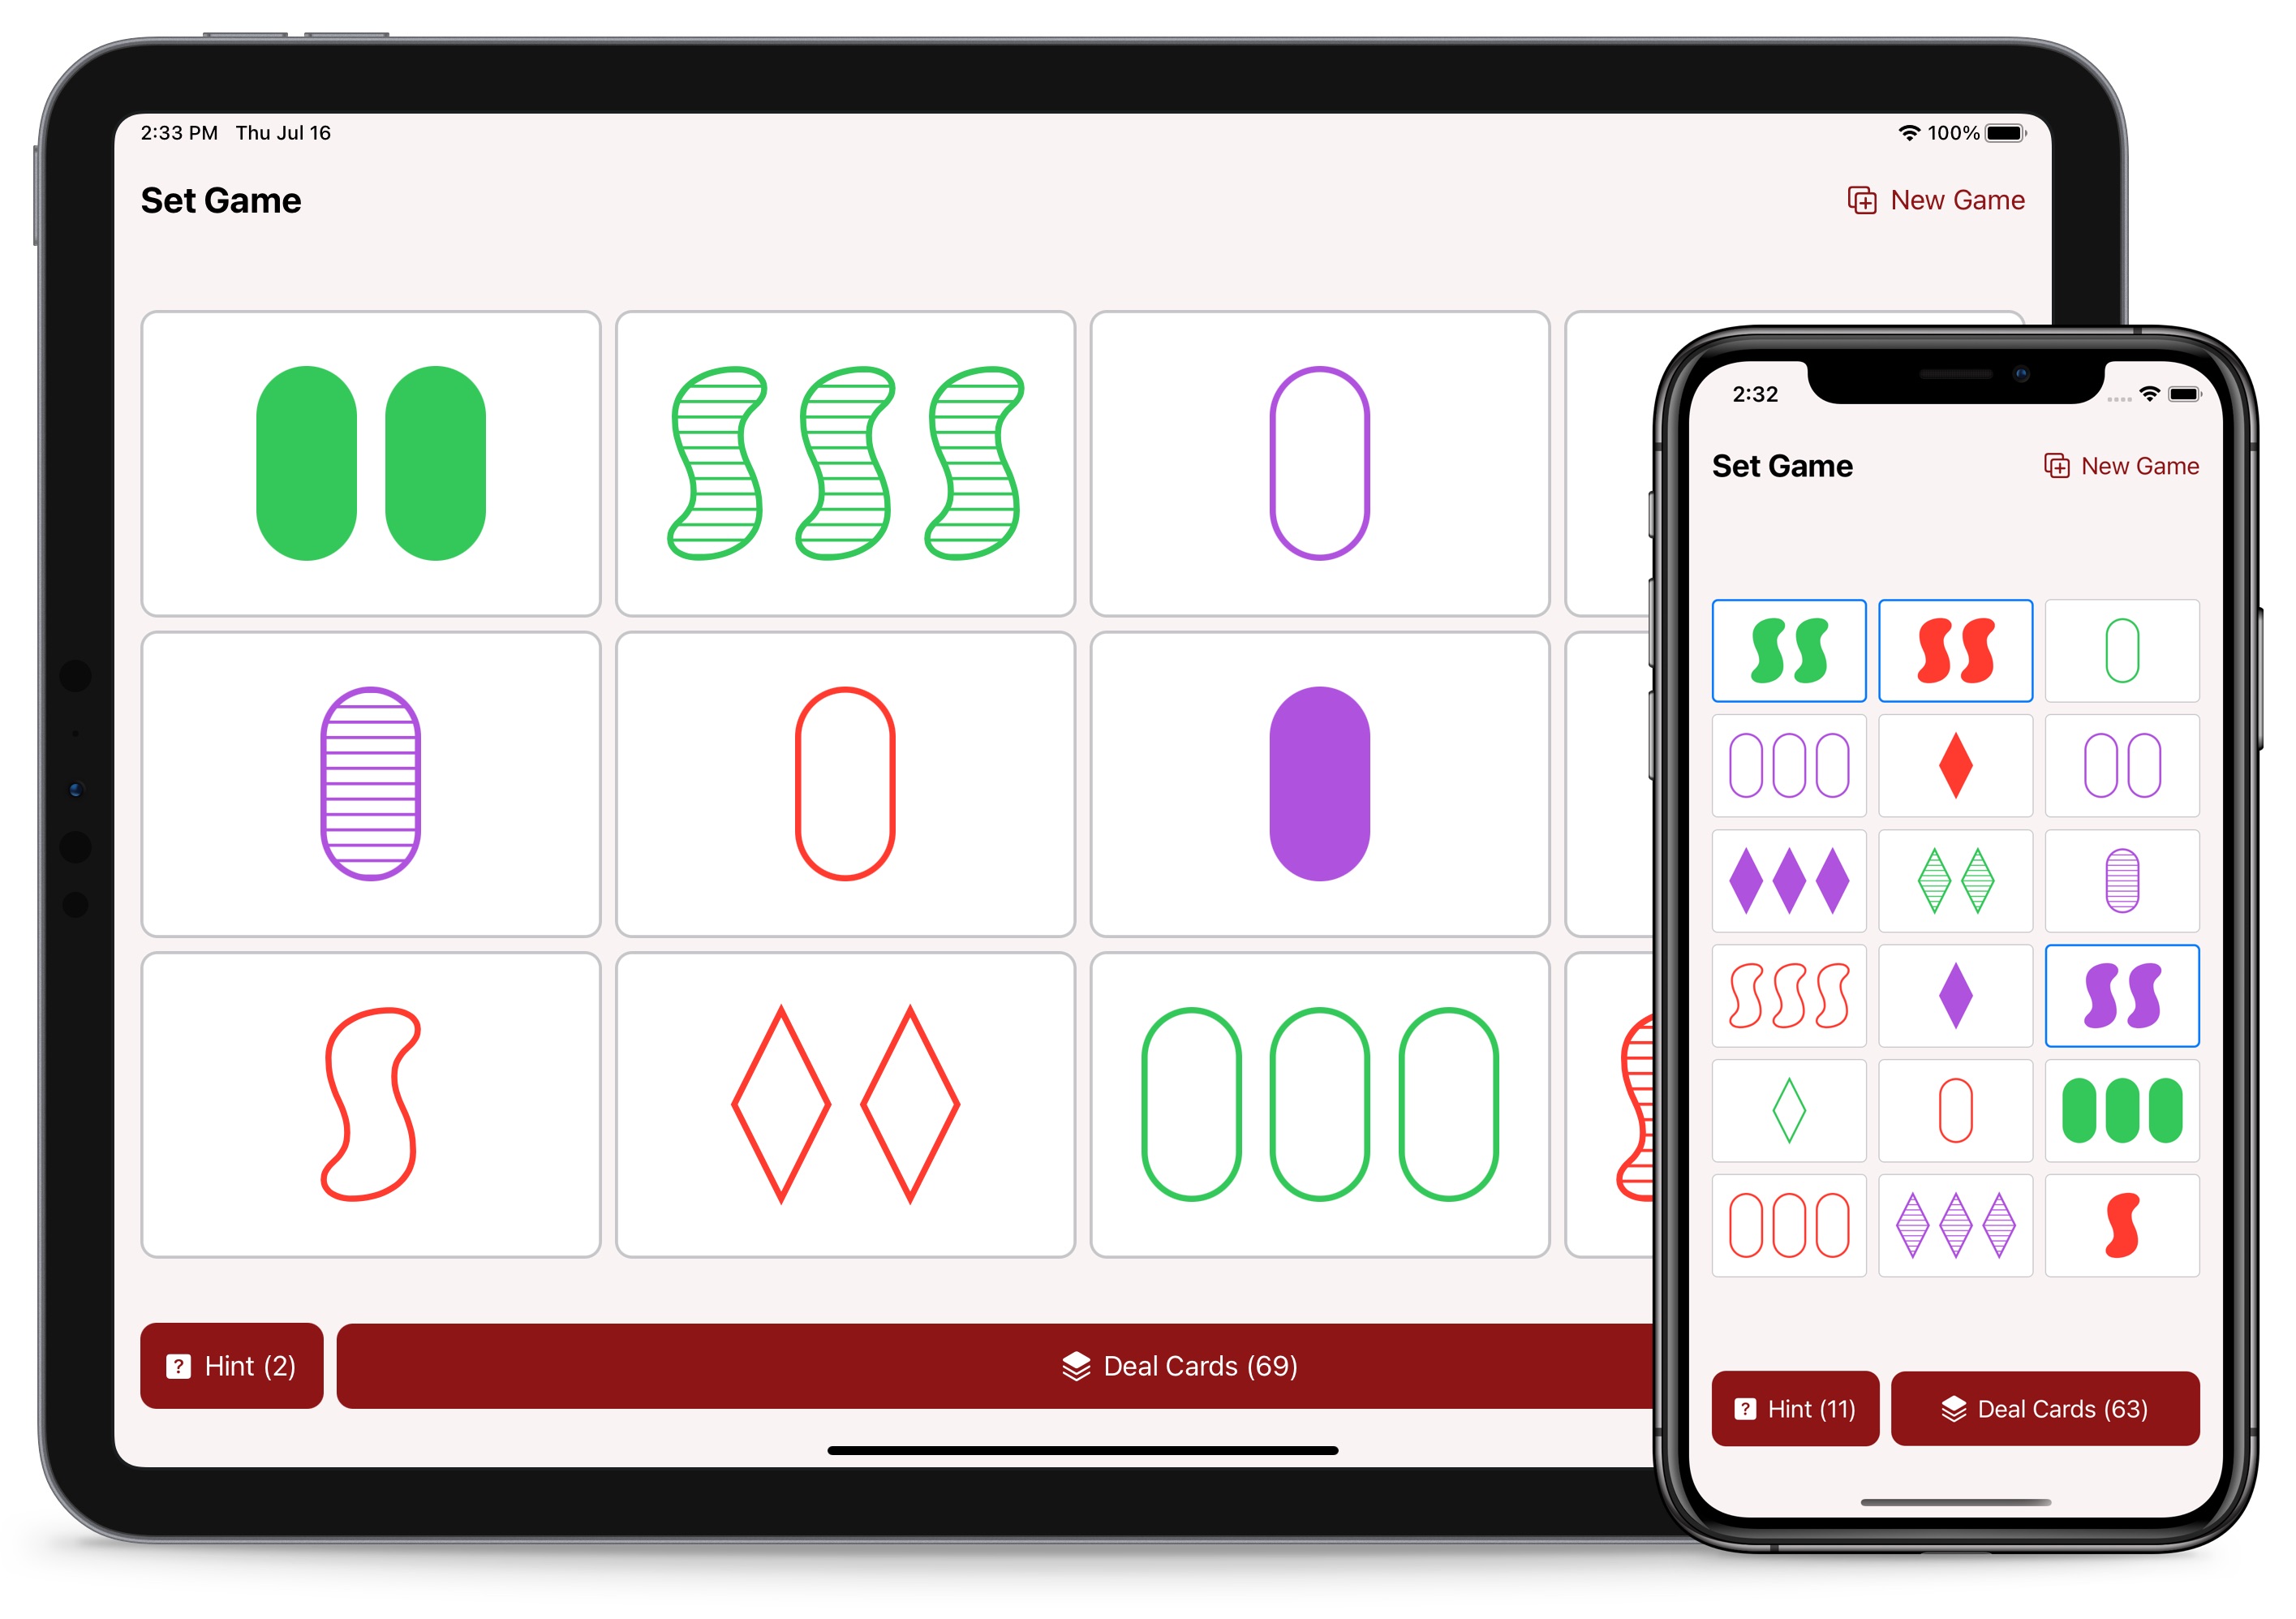 2:33 PM Thu Jul 16
100%
Set Game
New Game
? Hint (2)
Deal Cards (69)
2:32
Set Game
New Game
? Hint (11)
Deal Cards (63)